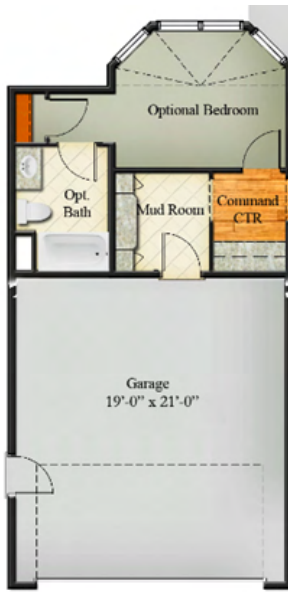 Optional Bedroom
Opt.
Bath
Mud Room
Command
CTR
Garage
19'-0" x 21'-0"